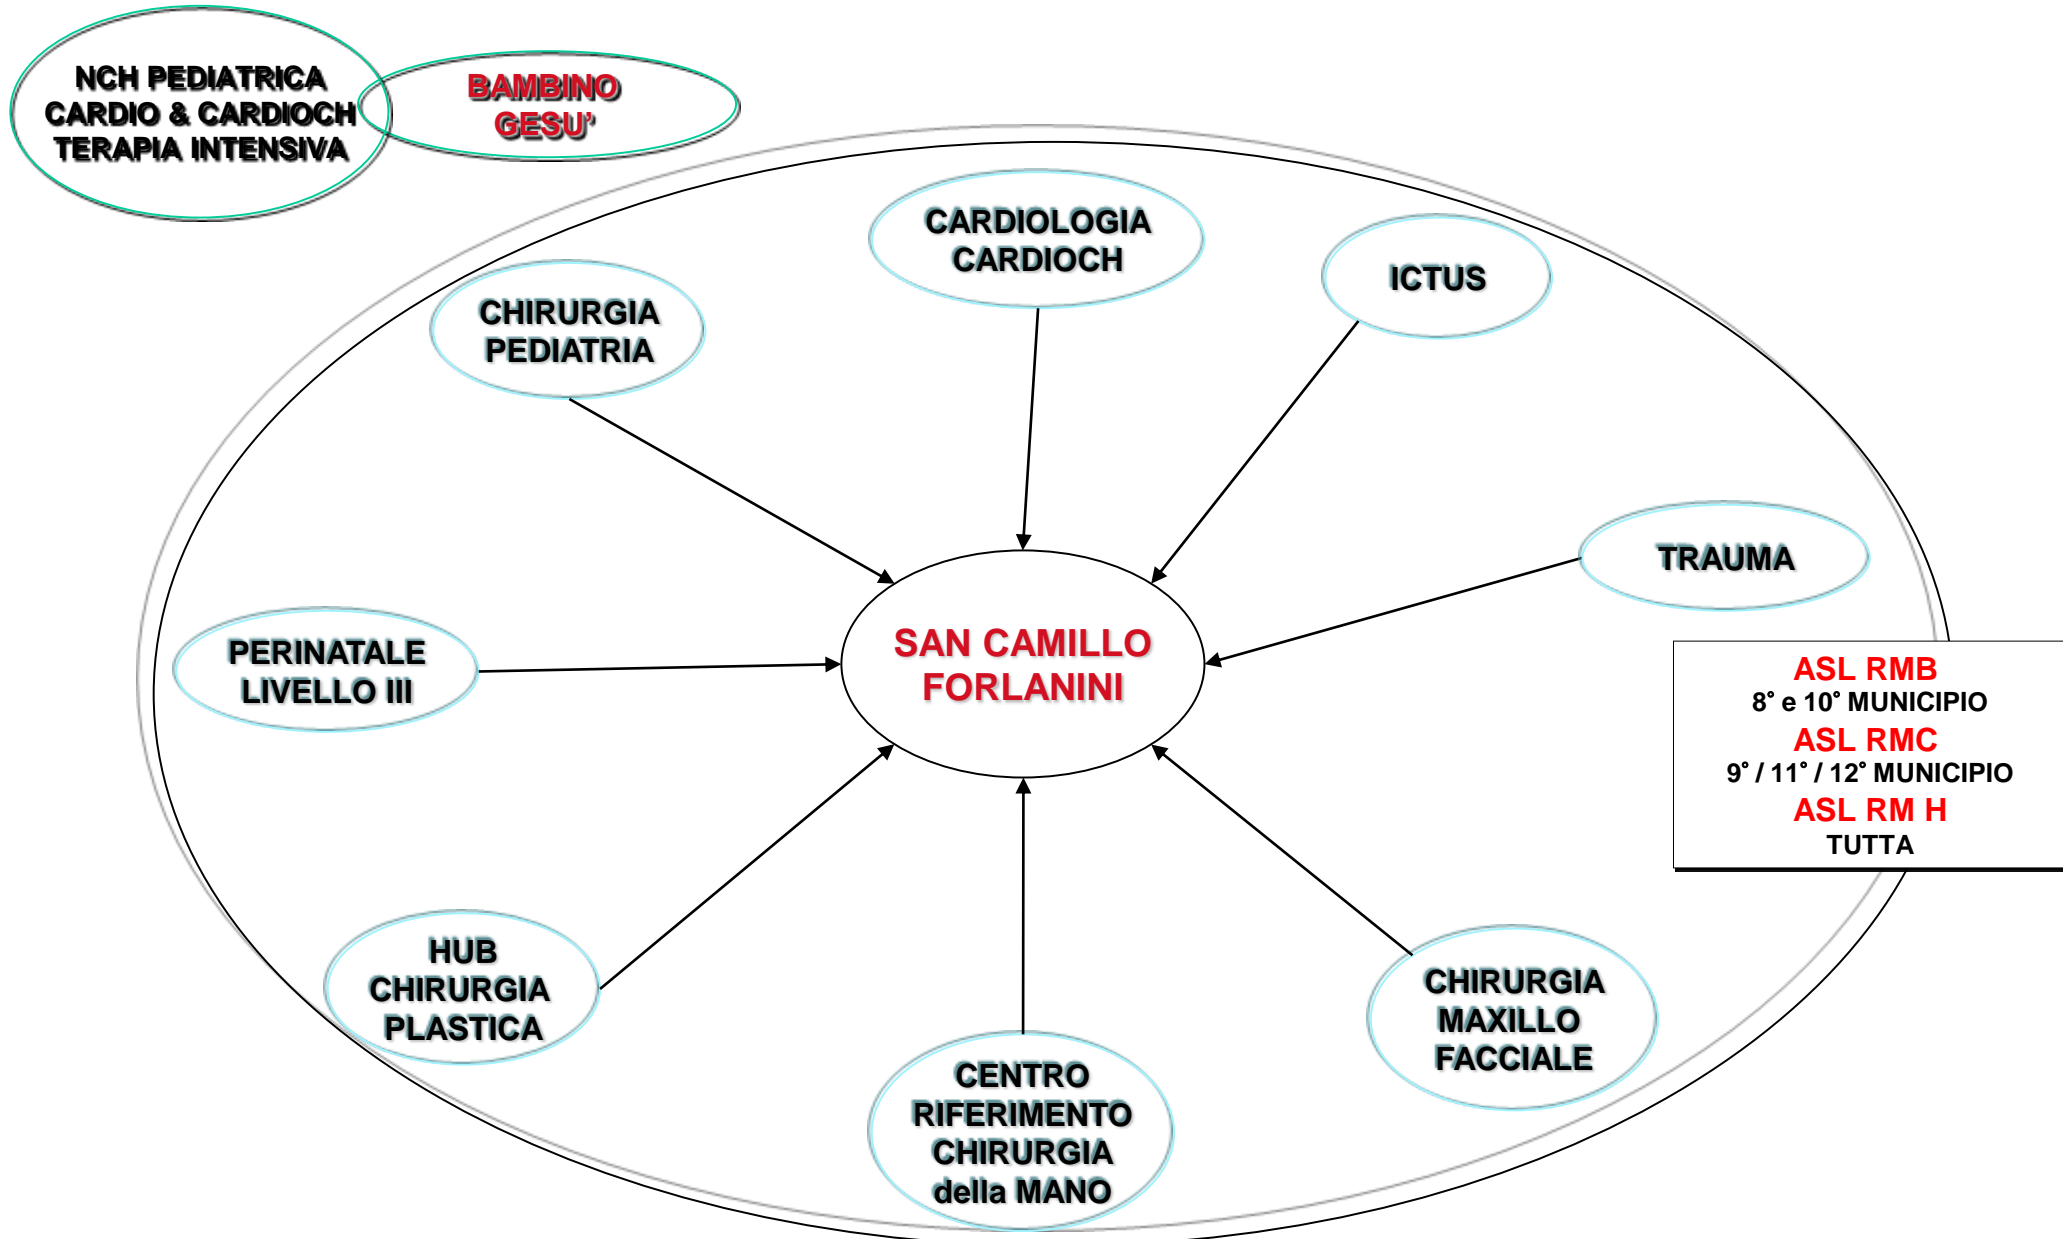 NCH PEDIATRICA
CARDIO & CARDIOCH
TERAPIA INTENSIVA
BAMBINO
GESU’
CARDIOLOGIA
CARDIOCH
ICTUS
CHIRURGIA
PEDIATRIA
TRAUMA
PERINATALE
LIVELLO III
SAN CAMILLO
FORLANINI
ASL RMB
8° e 10° MUNICIPIO
ASL RMC
9° / 11° / 12° MUNICIPIO
ASL RM H
TUTTA
HUB
CHIRURGIA
PLASTICA
CENTRO
RIFERIMENTO
CHIRURGIA
della MANO
CHIRURGIA
MAXILLO
FACCIALE